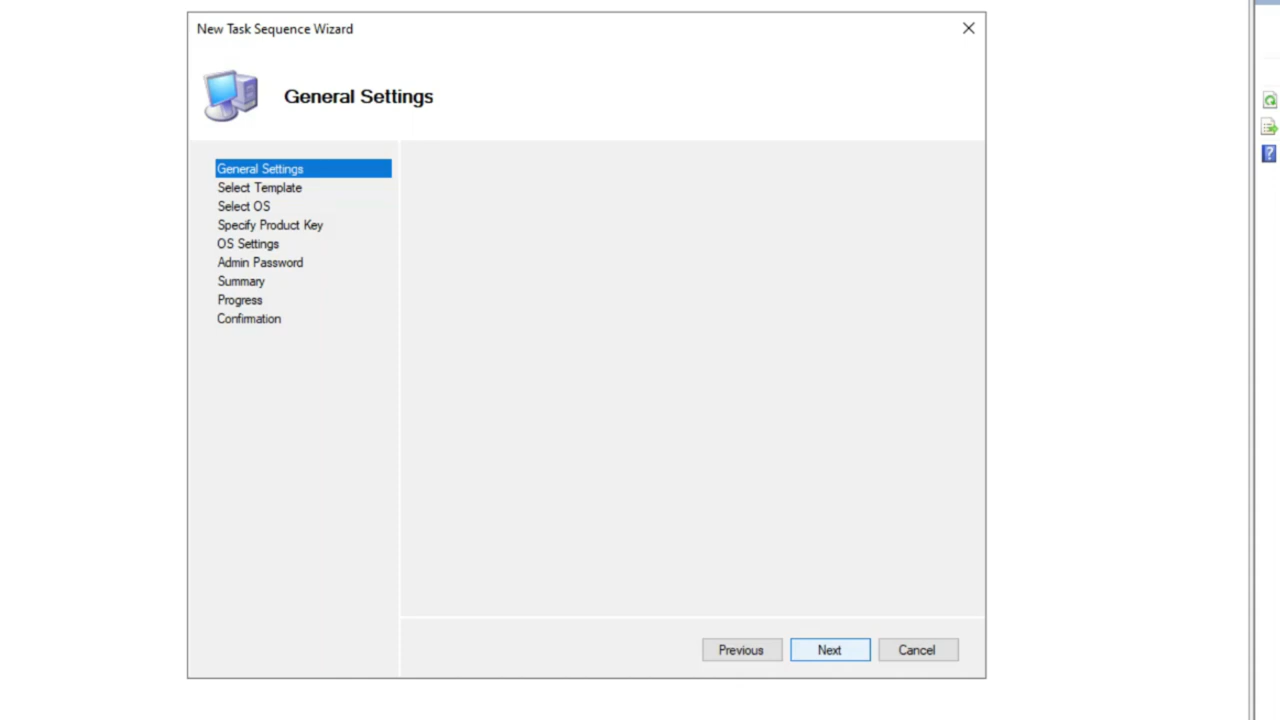 New Task Sequence Wizard
General Settings
General Settings
Select Template
Select OS
Specify Product Key
OS Settings
Admin Password
Summary
Progress
Confirmation
Previous
Next
Cancel
?